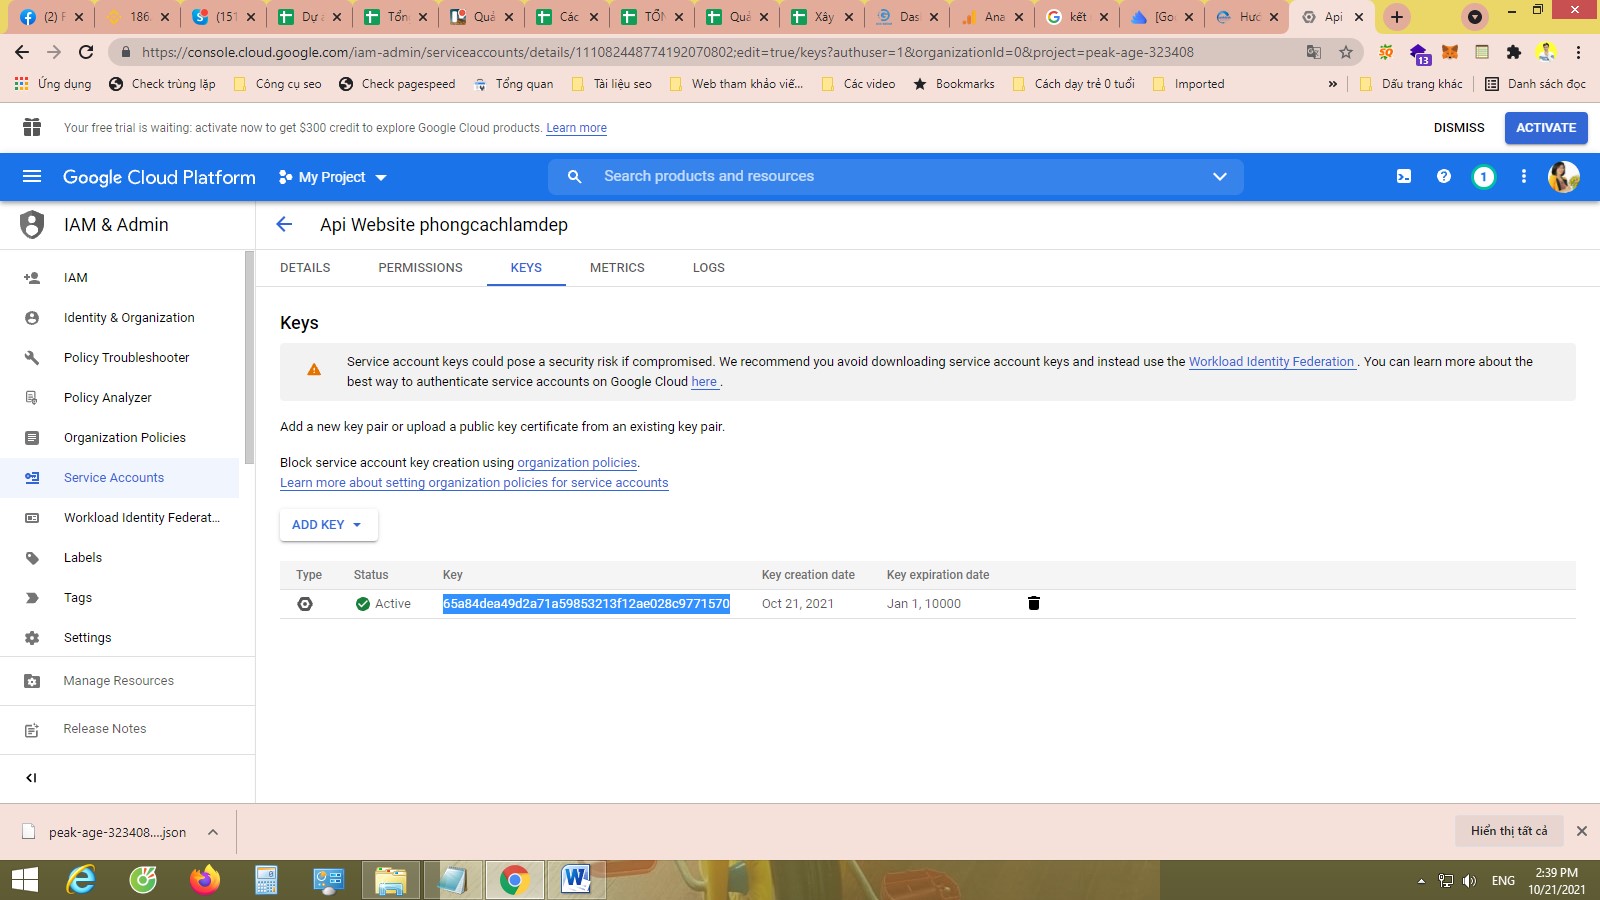 (2) F
186.
(151
Dự á
Tổng
Quả
Các
TỔN
Quả
Xây
Das
Ana
kết
[Go
Hướ
Api
https://console.cloud.google.com/iam-admin/serviceaccounts/details/111082448774192070802;edit=true/keys?authuser=1&organizationId=0&project=peak-age-323408
13
Ứng dụng
Check trùng lặp
Công cụ seo
Check pagespeed
Tổng quan
Tài liệu seo
Web tham khảo viế...
Các video
Bookmarks
Cách dạy trẻ 0 tuổi
Imported
»
Dấu trang khác
Danh sách đọc
Your free trial is waiting: activate now to get $300 credit to explore Google Cloud products. Learn more
DISMISS
ACTIVATE
Google Cloud Platform
My Project
Search products and resources
1
IAM & Admin
Api Website phongcachlamdep
DETAILS
PERMISSIONS
KEYS
METRICS
LOGS
IAM
Identity & Organization
Policy Troubleshooter
Policy Analyzer
Organization Policies
Service Accounts
Workload Identity Federat...
Labels
Tags
Settings
Manage Resources
Release Notes
Keys
Service account keys could pose a security risk if compromised. We recommend you avoid downloading service account keys and instead use the Workload Identity Federation . You can learn more about the
best way to authenticate service accounts on Google Cloud here .
Add a new key pair or upload a public key certificate from an existing key pair.
Block service account key creation using organization policies.
Learn more about setting organization policies for service accounts
ADD KEY
Type
Status
Key
Key creation date
Key expiration date
Active
65a84dea49d2a71a59853213f12ae028c9771570
Oct 21, 2021
Jan 1, 10000
peak-age-323408....json
Hiển thị tất cả
ENG
2:39 PM
10/21/2021